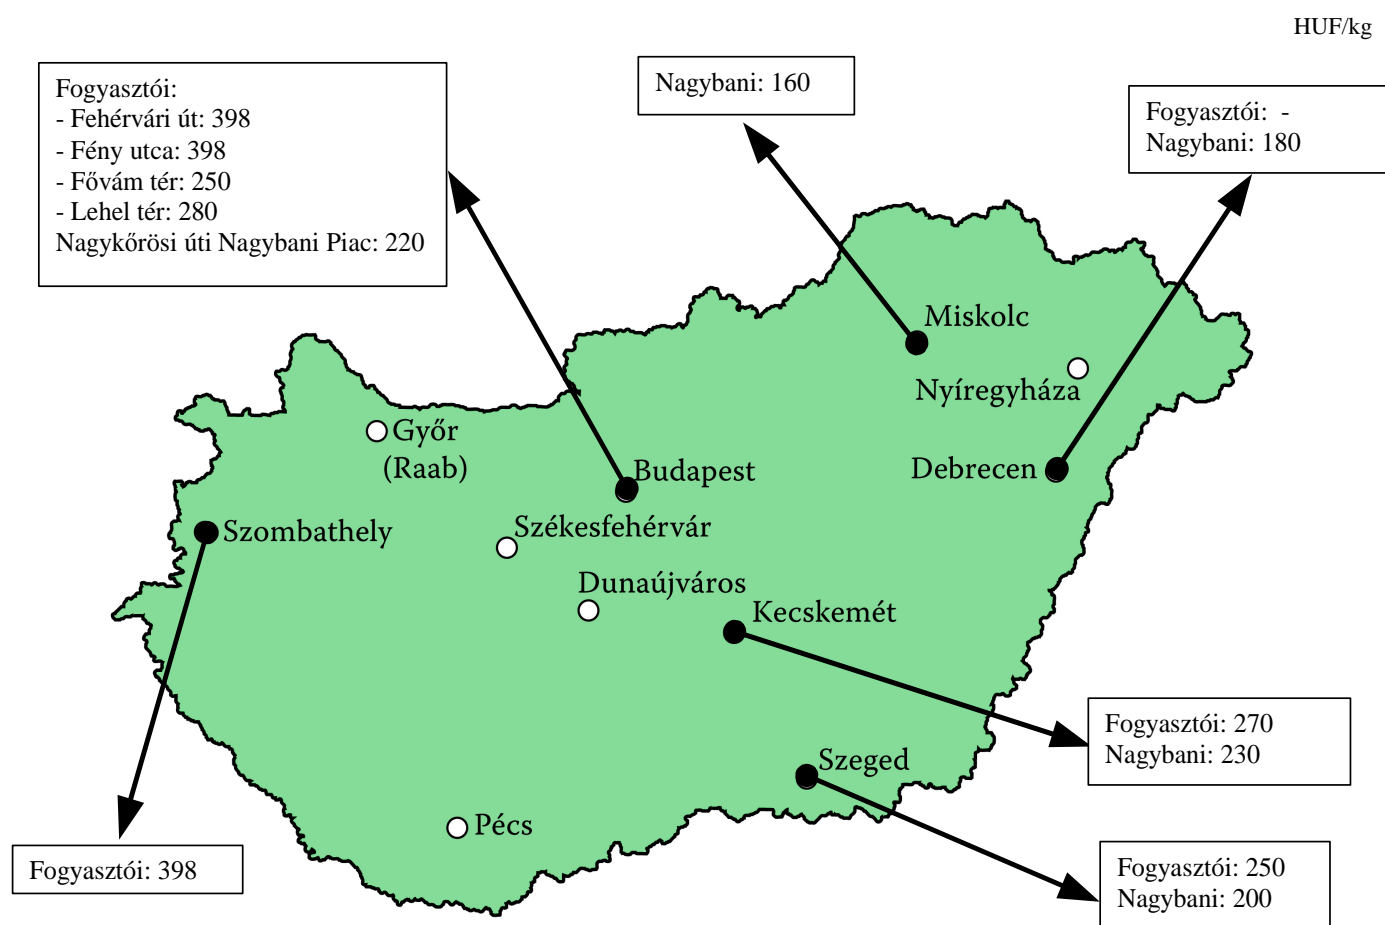 HUF/kg
Fogyasztói:
- Fehérvári út: 398
- Fény utca: 398
- Fővám tér: 250
- Lehel tér: 280
Nagykőrösi úti Nagybani Piac: 220
Nagybani: 160
Fogyasztói: -
Nagybani: 180
Miskolc
Nyíregyháza
Győr
(Raab)
Budapest
Debrecen
Szombathely
Székesfehérvár
Dunaújváros
Kecskemét
Fogyasztói: 270
Nagybani: 230
Szeged
Pécs
Fogyasztói: 398
Fogyasztói: 250
Nagybani: 200